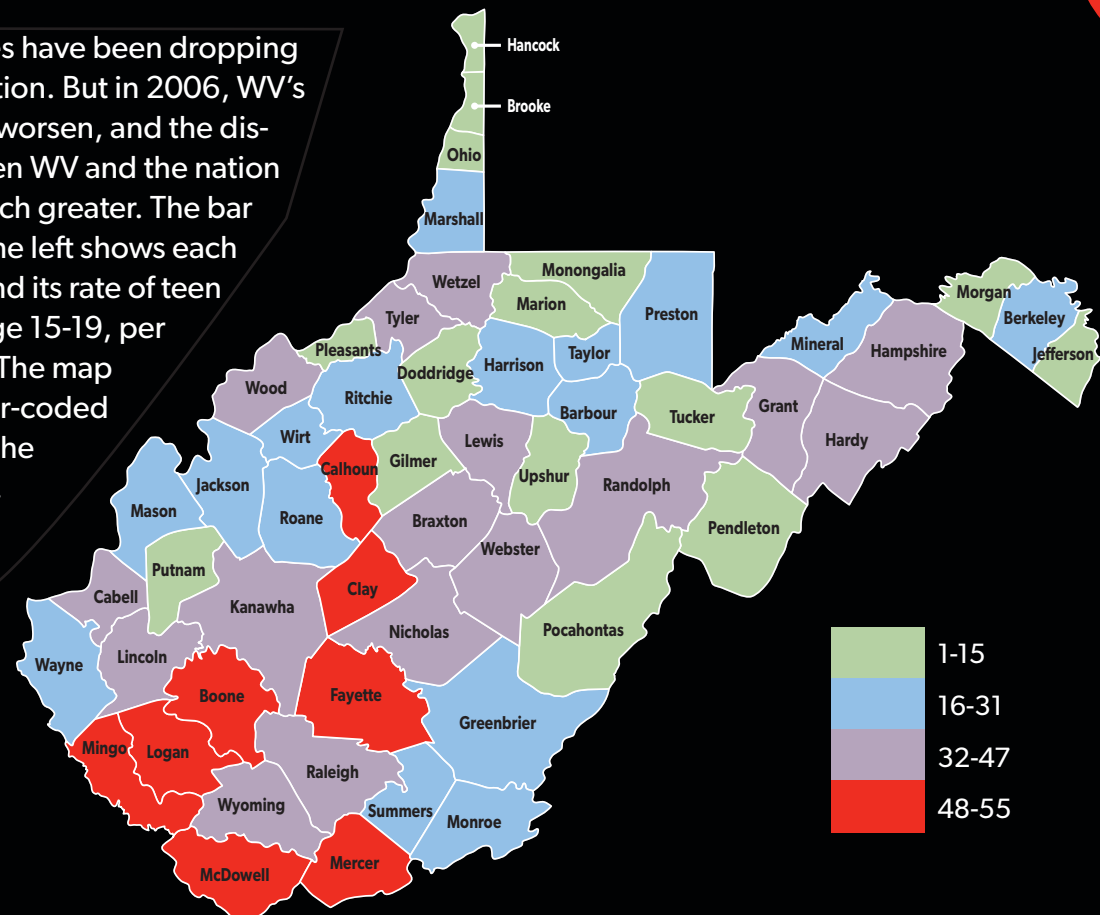 s have been dropping
tion. But in 2006, WV's
worsen, and the dis-
en WV and the nation
ch greater. The bar
he left shows each
nd its rate of teen
ge 15-19, per
The map
r-coded
he
Hancock
Brooke
Ohio
Marshall
Wetzel
Monongalia
Marion
Preston
Tyler
Pleasants
Doddridge
Harrison
Taylor
Mineral
Hampshire
Morgan
Berkeley
Jefferson
Wood
Ritchie
Barbour
Tucker
Grant
Hardy
Wirt
Lewis
Calhoun
Gilmer
Upshur
Randolph
Jackson
Mason
Roane
Braxton
Webster
Pendleton
Putnam
Cabell
Clay
Kanawha
Nicholas
Pocahontas
Wayne
Lincoln
Boone
Fayette
Greenbrier
Mingo
Logan
Raleigh
Wyoming
Summers
Monroe
McDowell
Mercer
1-15
16-31
32-47
48-55